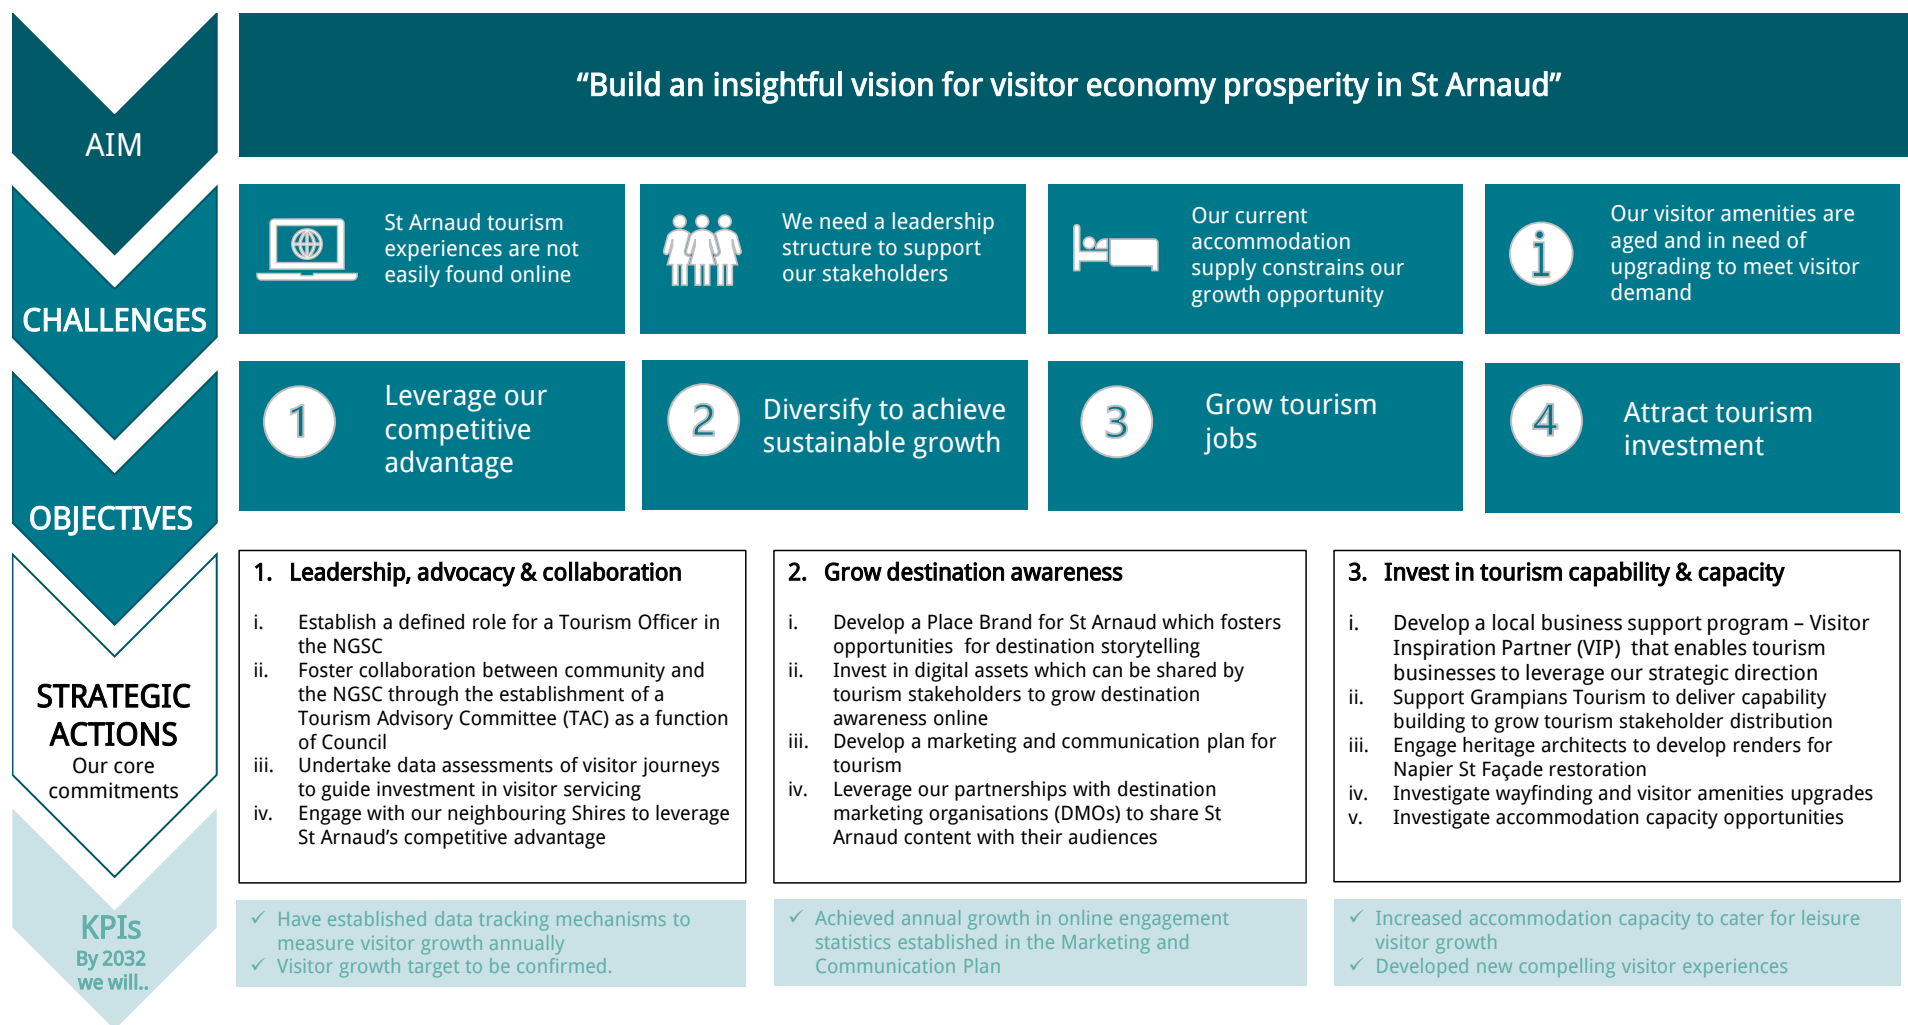 AIM
“Build an insightful vision for visitor economy prosperity in St Arnaud”
CHALLENGES
St Arnaud tourism
experiences are not
easily found online
We need a leadership
structure to support
our stakeholders
Our current
accommodation
supply constrains our
growth opportunity
i
Our visitor amenities are
aged and in need of
upgrading to meet visitor
demand
OBJECTIVES
1
Leverage our
competitive
advantage
2
Diversify to achieve
sustainable growth
3
Grow tourism
jobs
4
Attract tourism
investment
STRATEGIC
ACTIONS
Our core
commitments
1. Leadership, advocacy & collaboration
i. Establish a defined role for a Tourism Officer in
the NGSC
ii. Foster collaboration between community and
the NGSC through the establishment of a
Tourism Advisory Committee (TAC) as a function
of Council
iii. Undertake data assessments of visitor journeys
to guide investment in visitor servicing
iv. Engage with our neighbouring Shires to leverage
St Arnaud’s competitive advantage
2. Grow destination awareness
i. Develop a Place Brand for St Arnaud which fosters
opportunities for destination storytelling
ii. Invest in digital assets which can be shared by
tourism stakeholders to grow destination
awareness online
iii. Develop a marketing and communication plan for
tourism
iv. Leverage our partnerships with destination
marketing organisations (DMOs) to share St
Arnaud content with their audiences
3. Invest in tourism capability & capacity
i. Develop a local business support program – Visitor
Inspiration Partner (VIP) that enables tourism
businesses to leverage our strategic direction
ii. Support Grampians Tourism to deliver capability
building to grow tourism stakeholder distribution
iii. Engage heritage architects to develop renders for
Napier St Façade restoration
iv. Investigate wayfinding and visitor amenities upgrades
v. Investigate accommodation capacity opportunities
KPIs
By 2032
we will..
✓ Have established data tracking mechanisms to
measure visitor growth annually
✓ Visitor growth target to be confirmed.
✓ Achieved annual growth in online engagement
statistics established in the Marketing and
Communication Plan
✓ Increased accommodation capacity to cater for leisure
visitor growth
✓ Developed new compelling visitor experiences